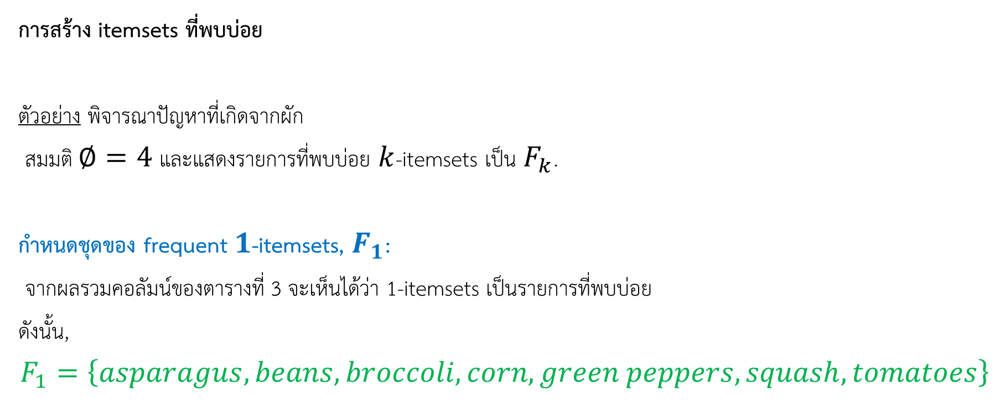 การสร้าง itemsets ที่พบบ่อย
ตัวอย่าง พิจารณาปัญหาที่เกิดจากผัก
สมมติ ∅ = 4 และแสดงรายการที่พบบ่อย k-itemsets เป็น F_k.
กำหนดชุดของ frequent 1-itemsets, F_1:
จากผลรวมคอลัมน์ของตารางที่ 3 จะเห็นได้ว่า 1-itemsets เป็นรายการที่พบบ่อย
ดังนั้น,
F_1 = {asparagus, beans, broccoli, corn, green peppers, squash, tomatoes}